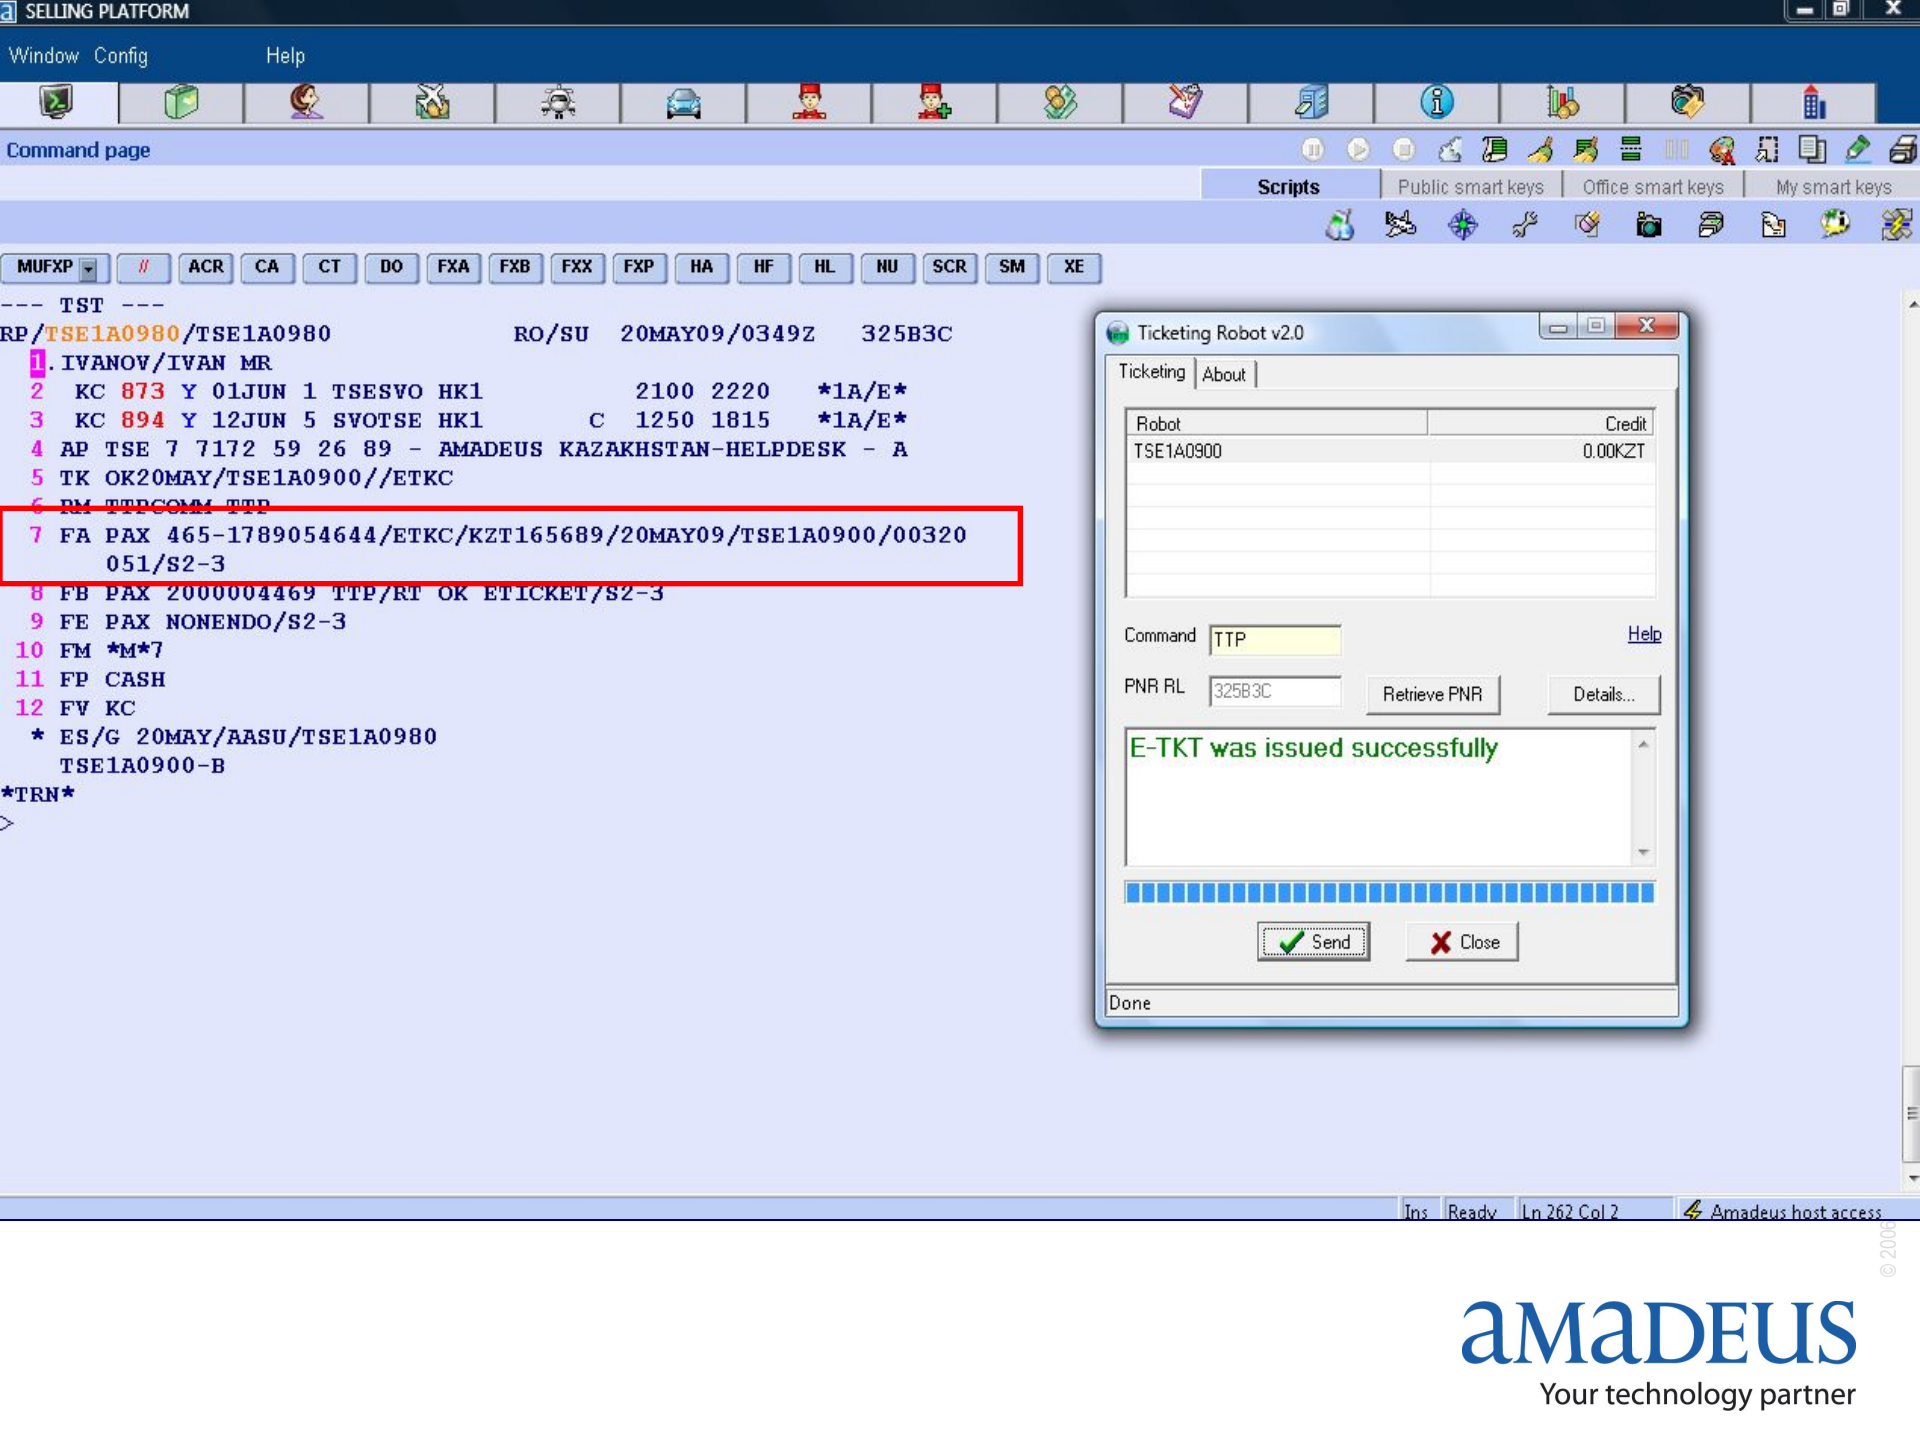 SELLING PLATFORM
Window Config Help
Command page
Scripts Public smart keys Office smart keys My smart keys
MUFXP // ACR CA CT DO FXA FXB FXX FXP HA HF HL NU SCR SM XE
--- TST ---
RP/TSE1A0980/TSE1A0980 RO/SU 20MAY09/0349Z 325B3C
1.IVANOV/IVAN MR
2 KC 873 Y 01JUN 1 TSESVO HK1 2100 2220 *1A/E*
3 KC 894 Y 12JUN 5 SVOTSE HK1 C 1250 1815 *1A/E*
4 AP TSE 7 7172 59 26 89 - AMADEUS KAZAKHSTAN-HELPDESK - A
5 TK OK20MAY/TSE1A0900//ETKC
6 RM TTPCOMM TTP
7 FA PAX 465-1789054644/ETKC/KZT165689/20MAY09/TSE1A0900/00320
051/S2-3
8 FB PAX 2000004469 TTP/RT OK ETICKET/S2-3
9 FE PAX NONENDO/S2-3
10 FM *M*7
11 FP CASH
12 FV KC
* ES/G 20MAY/AASU/TSE1A0980
TSE1A0900-B
*TRN*
>
Ticketing Robot v2.0
Ticketing About
Robot Credit
TSE1A0900 0.00KZT
Command TTP Help
PNR RL 325B3C Retrieve PNR Details...
E-TKT was issued successfully
Send Close
Done
Ins Ready Ln 262 Col 2 Amadeus host access
© 2006
amadeus
Your technology partner